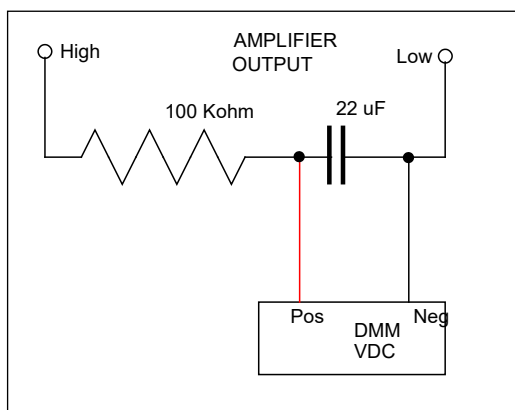 AMPLIFIER
OUTPUT
High
Low
100 Kohm
22 uF
Pos
Neg
DMM
VDC